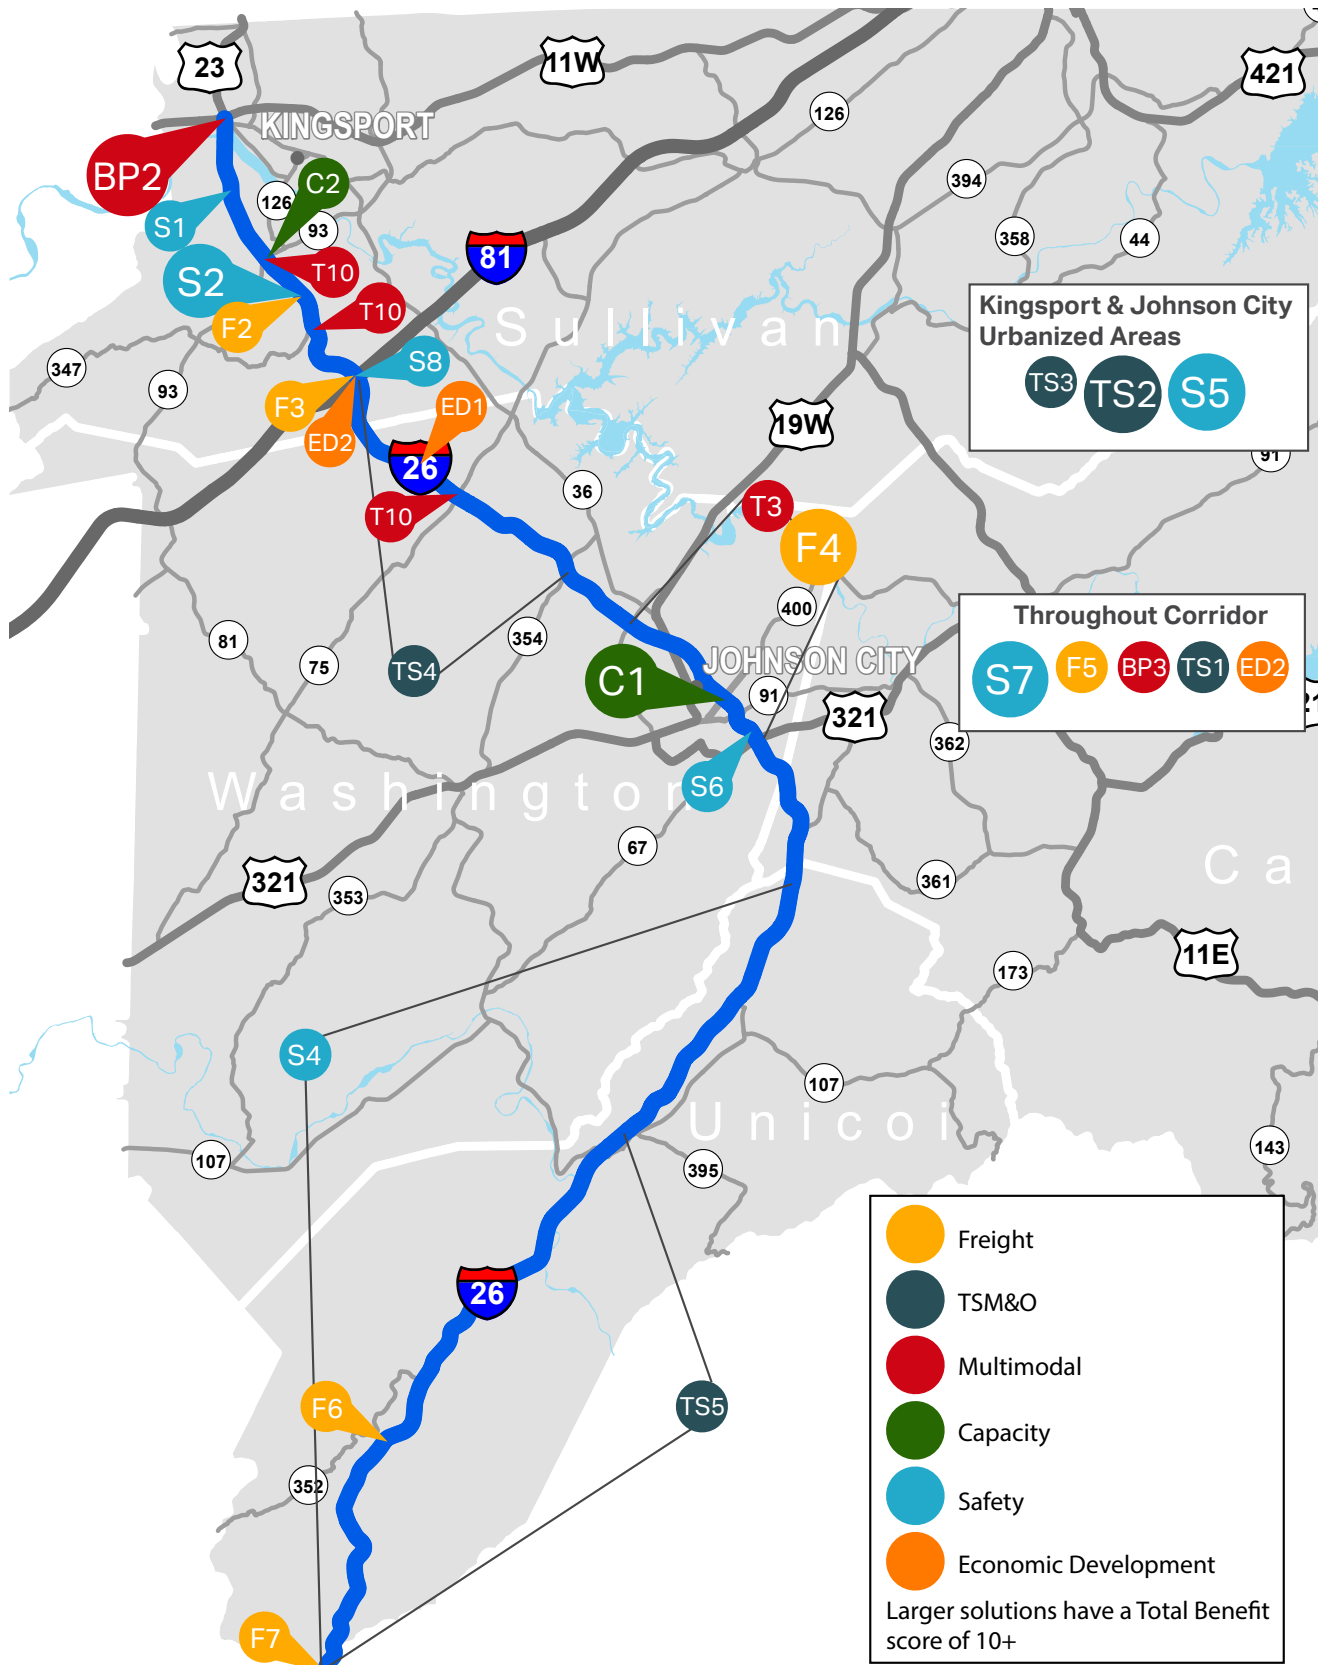 23
11W
421
126
KINGSPORT
BP2
C2
126
394
S1
93
358
44
81
S2
T10
Kingsport & Johnson City
Urbanized Areas
TS3
TS2
S5
F2
T10
Sullivan
347
93
S8
F3
ED1
ED2
19W
91
26
36
T10
T3
F4
400
Throughout Corridor
S7
F5
BP3
TS1
ED2
81
354
75
TS4
JOHNSON CITY
C1
91
321
362
Washington
S6
67
321
353
361
Ca
11E
173
S4
107
Unicoi
143
107
395
26
Freight
TSM&O
Multimodal
F6
TS5
Capacity
352
Safety
Economic Development
Larger solutions have a Total Benefit
score of 10+
F7